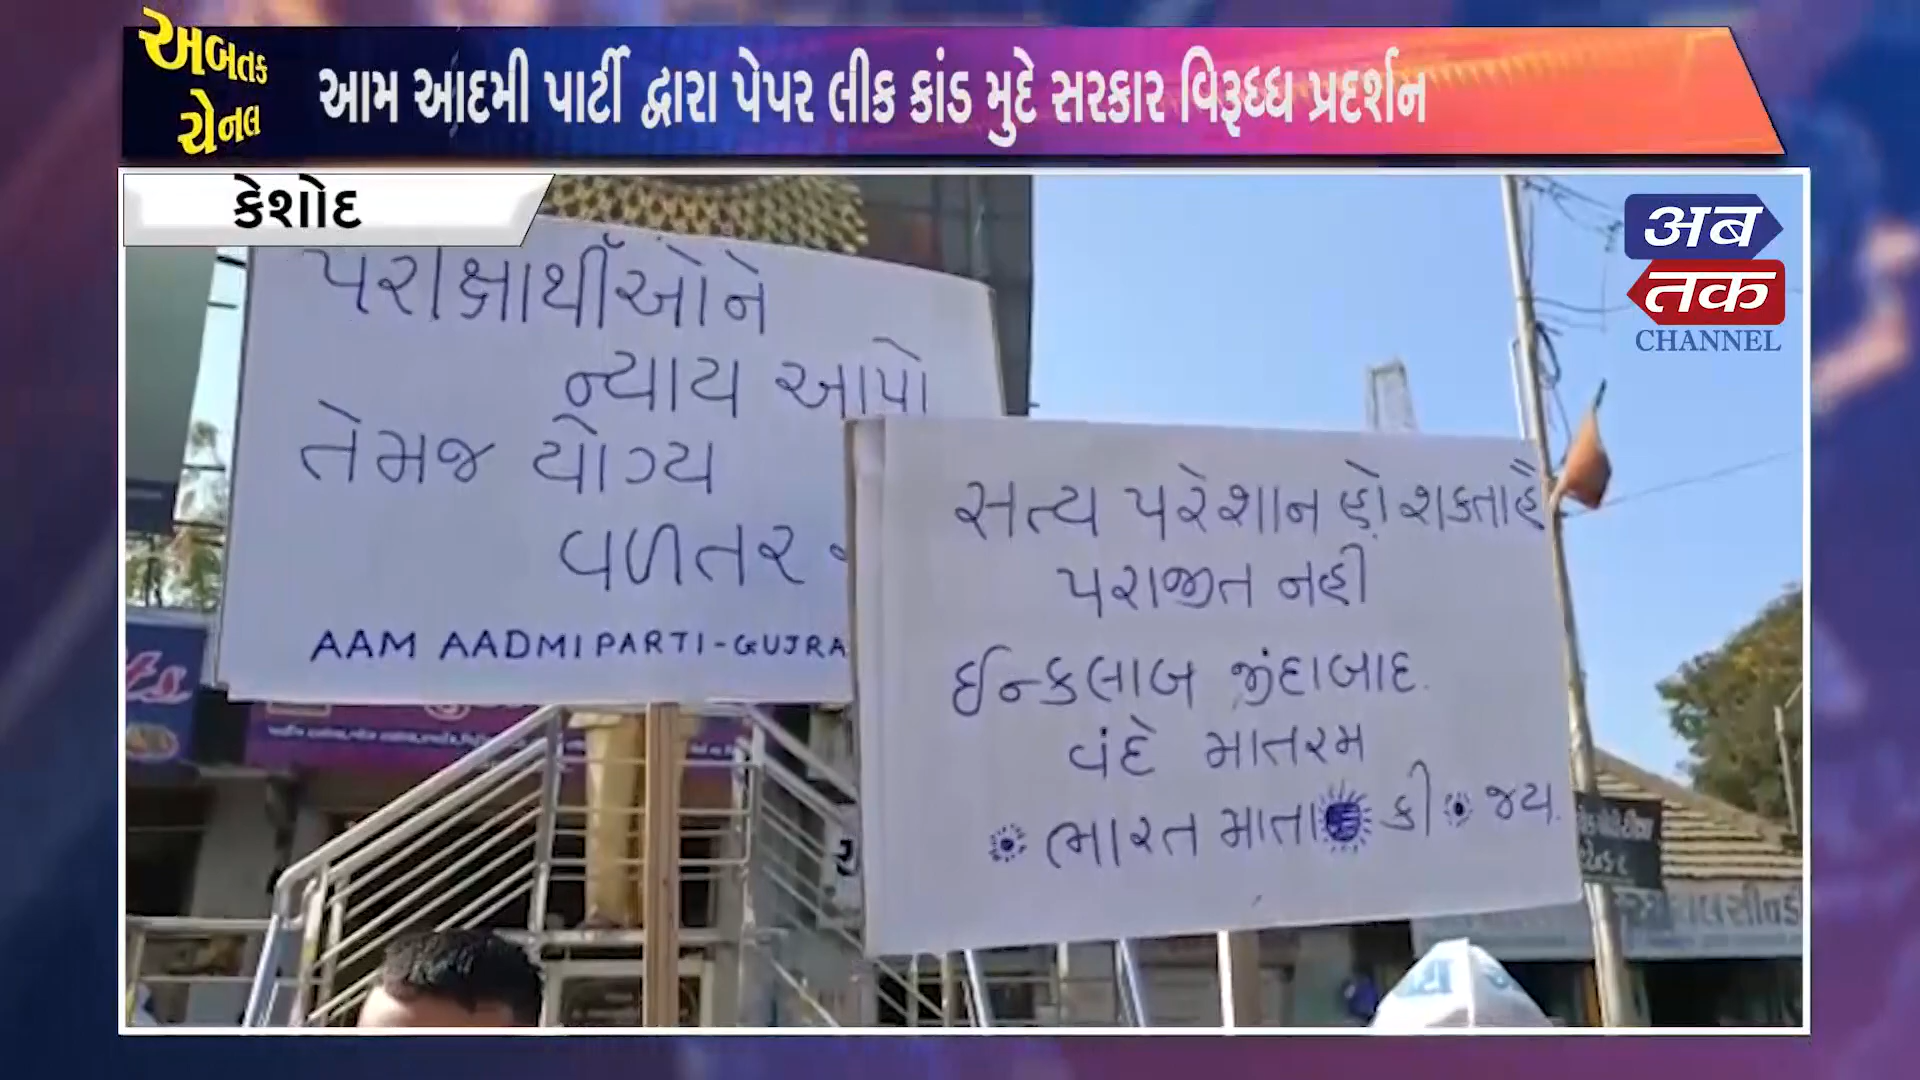 અબતક
ચેનલ
આમ આદમી પાર્ટી દ્વારા પેપર લીક કાંડ મુદે સરકાર વિરૂધ્ધ પ્રદર્શન
કેશોદ
अब
तक
CHANNEL
પરીક્ષાર્થીઓને
ન્યાય આપો
તેમજ યોગ્ય
વળતર
AAM AADMI PARTI-GUJRA
સત્ય પરેશાન હો શકતા હૈ
પરાજીત નહી
ઈન્કલાબ જીંદાબાદ.
વંદે માતરમ
ભારત માતા કી જય.